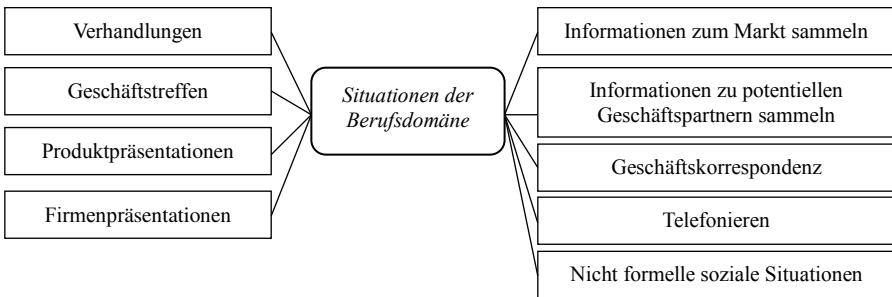 Verhandlungen
Geschäftstreffen
Produktpräsentationen
Firmenpräsentationen
Situationen der
Berufsdomäne
Informationen zum Markt sammeln
Informationen zu potentiellen
Geschäftspartnern sammeln
Geschäftskorrespondenz
Telefonieren
Nicht formelle soziale Situationen